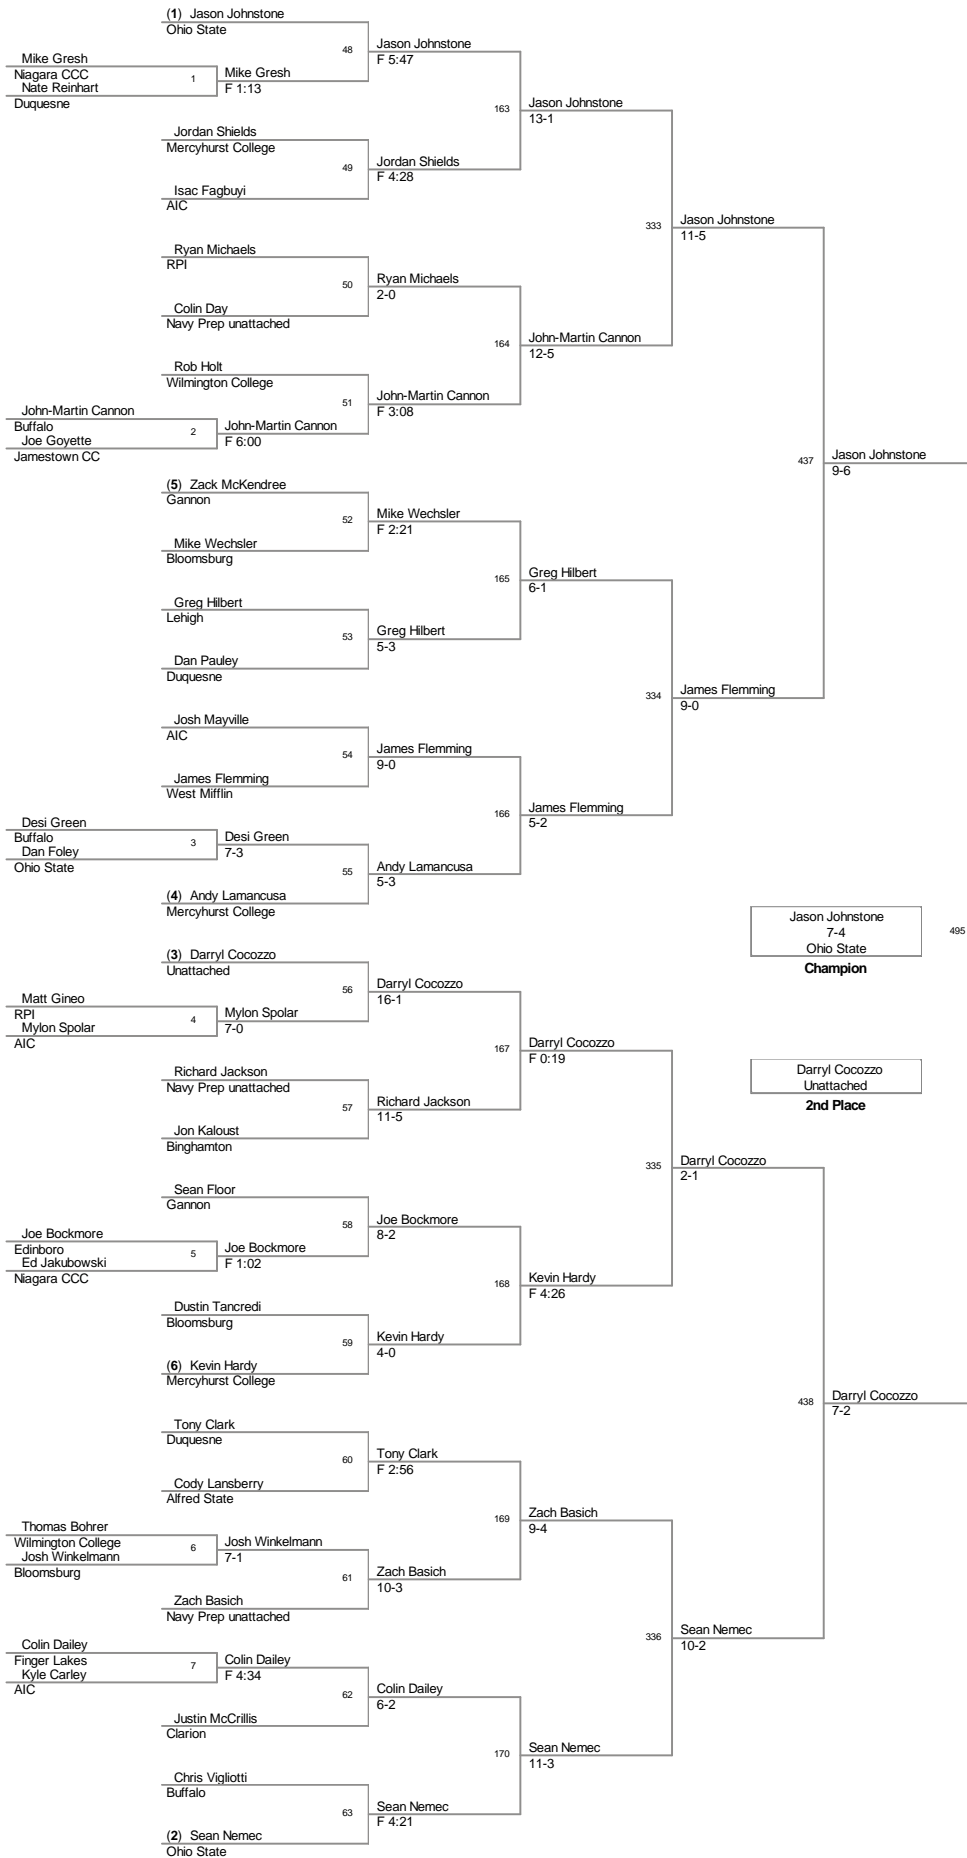 (1) Jason Johnstone
Ohio State
48
Jason Johnstone
F 5:47
Mike Gresh
Niagara CCC
1
Mike Gresh
F 1:13
Nate Reinhart
Duquesne
163
Jason Johnstone
13-1
Jordan Shields
Mercyhurst College
49
Jordan Shields
F 4:28
Isac Fagbuyi
AIC
333
Jason Johnstone
11-5
Ryan Michaels
RPI
50
Ryan Michaels
2-0
Colin Day
Navy Prep unattached
164
John-Martin Cannon
12-5
Rob Holt
Wilmington College
51
John-Martin Cannon
F 3:08
John-Martin Cannon
Buffalo
2
John-Martin Cannon
F 6:00
Joe Goyette
Jamestown CC
437
Jason Johnstone
9-6
(5) Zack McKendree
Gannon
52
Mike Wechsler
F 2:21
Mike Wechsler
Bloomsburg
165
Greg Hilbert
6-1
Greg Hilbert
Lehigh
53
Greg Hilbert
5-3
Dan Pauley
Duquesne
334
James Flemming
9-0
Josh Mayville
AIC
54
James Flemming
9-0
James Flemming
West Mifflin
166
James Flemming
5-2
Desi Green
Buffalo
3
Desi Green
7-3
Dan Foley
Ohio State
55
Andy Lamancusa
5-3
(4) Andy Lamancusa
Mercyhurst College
Jason Johnstone
7-4
Ohio State
Champion
495
(3) Darryl Cocozzo
Unattached
56
Darryl Cocozzo
16-1
Matt Gineo
RPI
4
Mylon Spolar
7-0
Mylon Spolar
AIC
167
Darryl Cocozzo
F 0:19
Darryl Cocozzo
Unattached
2nd Place
Richard Jackson
Navy Prep unattached
57
Richard Jackson
11-5
Jon Kaloust
Binghamton
335
Darryl Cocozzo
2-1
Sean Floor
Gannon
58
Joe Bockmore
8-2
Joe Bockmore
Edinboro
5
Joe Bockmore
F 1:02
Ed Jakubowski
Niagara CCC
168
Kevin Hardy
F 4:26
Dustin Tancredi
Bloomsburg
59
Kevin Hardy
4-0
(6) Kevin Hardy
Mercyhurst College
438
Darryl Cocozzo
7-2
Tony Clark
Duquesne
60
Tony Clark
F 2:56
Cody Lansberry
Alfred State
169
Zach Basich
9-4
Thomas Bohrer
Wilmington College
6
Josh Winkelmann
7-1
Josh Winkelmann
Bloomsburg
61
Zach Basich
10-3
Zach Basich
Navy Prep unattached
336
Sean Nemec
10-2
Colin Dailey
Finger Lakes
7
Colin Dailey
F 4:34
Kyle Carley
AIC
62
Colin Dailey
6-2
Justin McCrillis
Clarion
170
Sean Nemec
11-3
Chris Vigliotti
Buffalo
63
Sean Nemec
F 4:21
(2) Sean Nemec
Ohio State